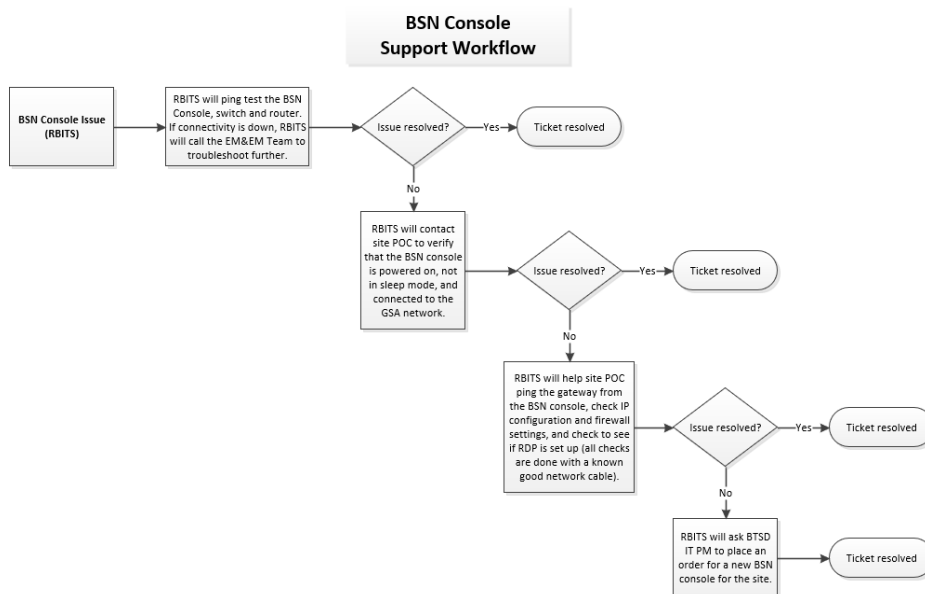 BSN Console
Support Workflow
BSN Console Issue
(RBITS)
RBITS will ping test the BSN
Console, switch and router.
If connectivity is down, RBITS
will call the EM&EM Team to
troubleshoot further.
Issue resolved?
Yes
Ticket resolved
No
RBITS will contact
site POC to verify
that the BSN console
is powered on, not
in sleep mode, and
connected to the
GSA network.
Issue resolved?
Yes
Ticket resolved
No
RBITS will help site POC
ping the gateway from
the BSN console, check IP
configuration and firewall
settings, and check to see
if RDP is set up (all checks
are done with a known
good network cable).
Issue resolved?
Yes
Ticket resolved
No
RBITS will ask BTSD
IT PM to place an
order for a new BSN
console for the site.
Ticket resolved